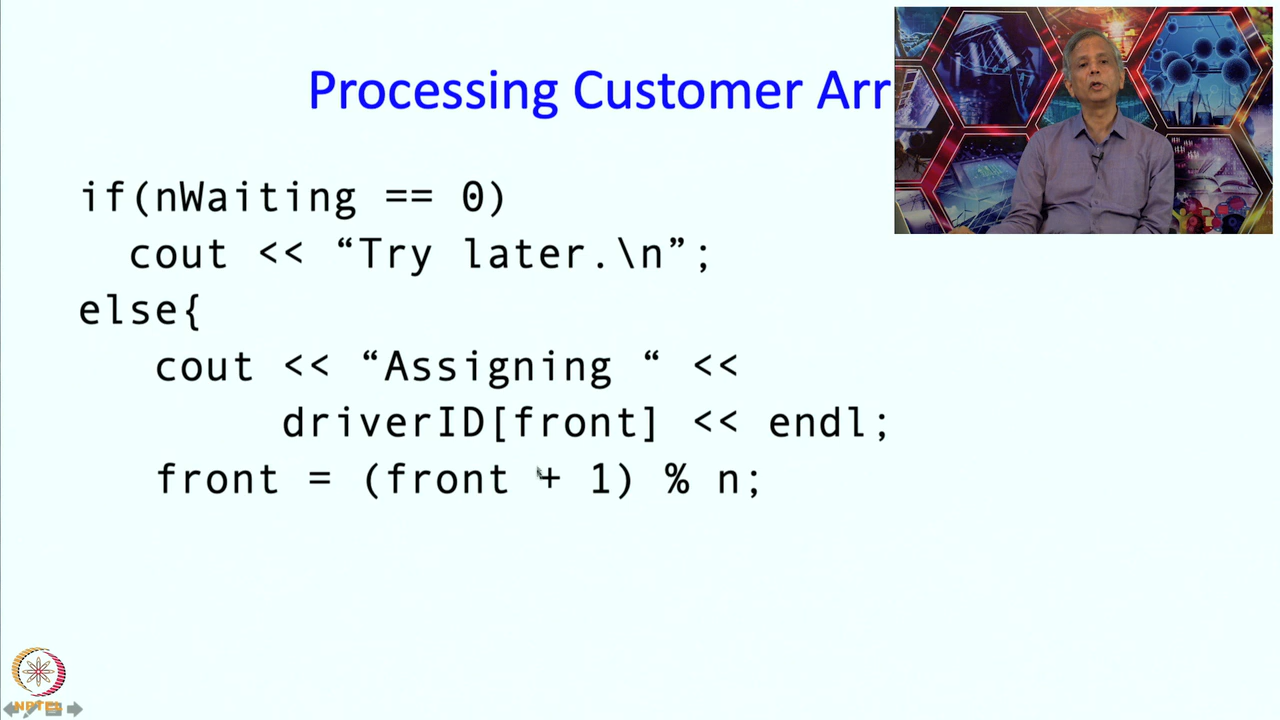 Processing Customer Arr
if(nWaiting == 0)
cout << “Try later.\n”;
else{
cout << “Assigning “ <<
driverID[front] << endl;
front = (front + 1) % n;
NPTEL